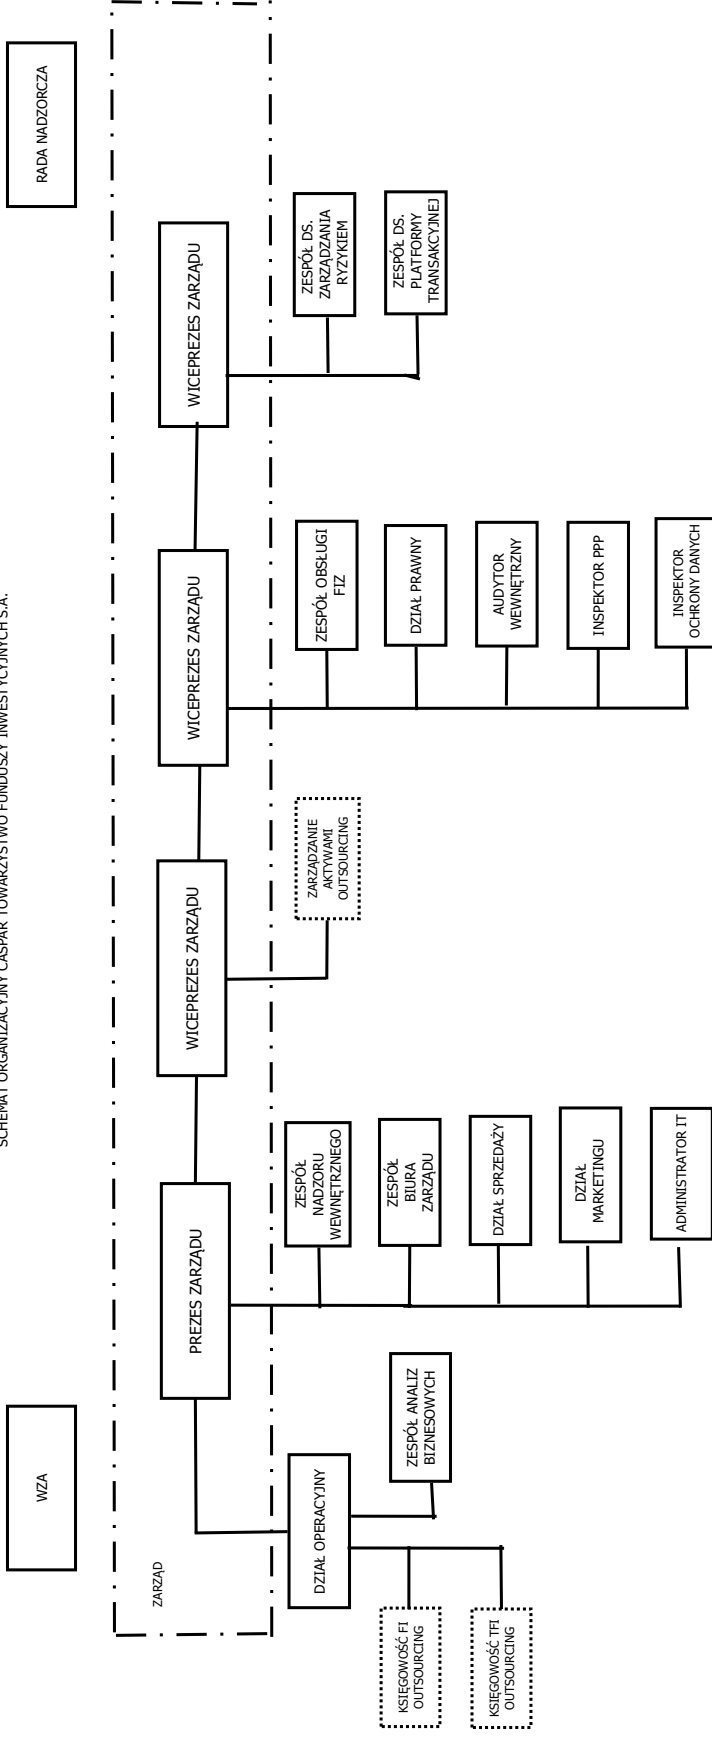 SCHEMAT ORGANIZACYJNY CASPAR TOWARZYSTWO FUNDUSZY INWESTYCYJNYCH S.A.
WZA
RADA NADZORCZA
ZARZĄD
PREZES ZARZĄDU
WICEPREZES ZARZĄDU
WICEPREZES ZARZĄDU
WICEPREZES ZARZĄDU
DZIAŁ OPERACYJNY
KSIĘGOWOŚĆ FI
OUTSOURCING
KSIĘGOWOŚĆ TFI
OUTSOURCING
ZESPÓŁ ANALIZ
BIZNESOWYCH
ZESPÓŁ
NADZORU
WEWNĘTRZNEGO
ZESPÓŁ
BIURA
ZARZĄDU
DZIAŁ SPRZEDAŻY
DZIAŁ
MARKETINGU
ADMINISTRATOR IT
ZARZĄDZANIE
AKTYWAMI
OUTSOURCING
ZESPÓŁ OBSŁUGI
FIZ
DZIAŁ PRAWNY
AUDYTOR
WEWNĘTRZNY
INSPEKTOR PPP
INSPEKTOR
OCHRONY DANYCH
ZESPÓŁ DS.
ZARZĄDZANIA
RYZYKIEM
ZESPÓŁ DS.
PLATFORMY
TRANSAKCYJNEJ